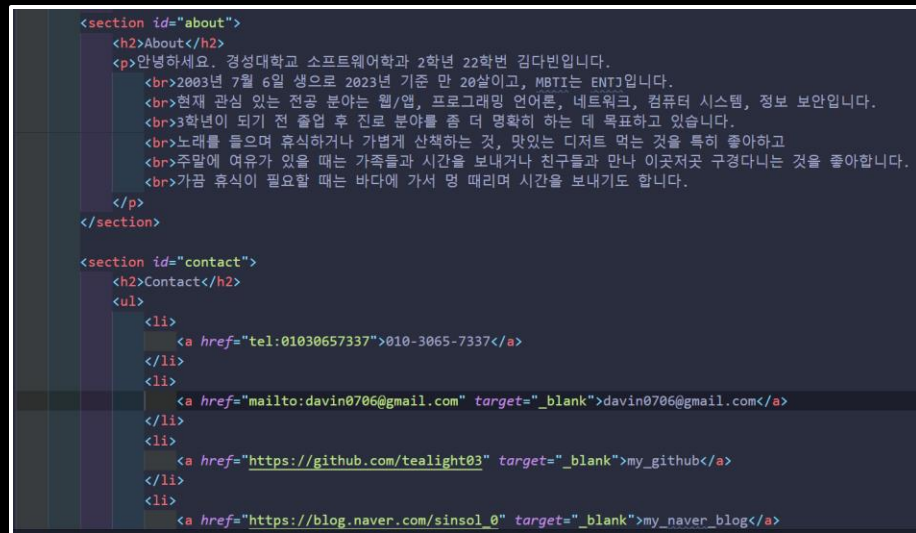 <section id="about">
<h2>About</h2>
<p>안녕하세요. 경성대학교 소프트웨어학과 2학년 22학번 김다빈입니다.
<br>2003년 7월 6일 생으로 2023년 기준 만 20살이고, MBTI는 ENTJ입니다.
<br>현재 관심 있는 전공 분야는 웹/앱, 프로그래밍 언어론, 네트워크, 컴퓨터 시스템, 정보 보안입니다.
<br>3학년이 되기 전 졸업 후 진로 분야를 좀 더 명확히 하는 데 목표하고 있습니다.
<br>노래를 들으며 휴식하거나 가볍게 산책하는 것, 맛있는 디저트 먹는 것을 특히 좋아하고
<br>주말에 여유가 있을 때는 가족들과 시간을 보내거나 친구들과 만나 이곳저곳 구경다니는 것을 좋아합니다.
<br>가끔 휴식이 필요할 때는 바다에 가서 멍 때리며 시간을 보내기도 합니다.
</p>
</section>
<section id="contact">
<h2>Contact</h2>
<ul>
<li>
<a href="tel:01030657337">010-3065-7337</a>
</li>
<li>
<a href="mailto:davin0706@gmail.com" target="_blank">davin0706@gmail.com</a>
</li>
<li>
<a href="https://github.com/tealight03" target="_blank">my_github</a>
</li>
<li>
<a href="https://blog.naver.com/sinsol_0" target="_blank">my_naver_blog</a>